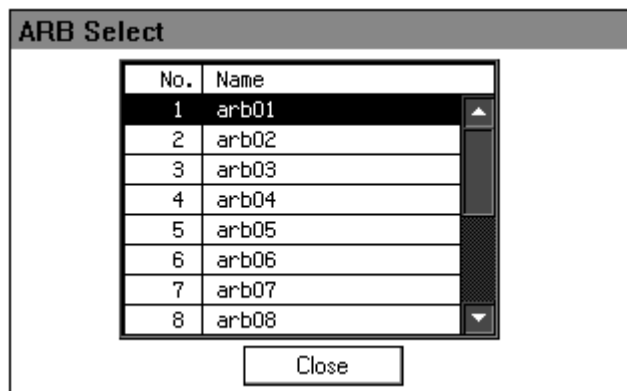 ARB Select
No. Name
1 arb01
2 arb02
3 arb03
4 arb04
5 arb05
6 arb06
7 arb07
8 arb08
Close